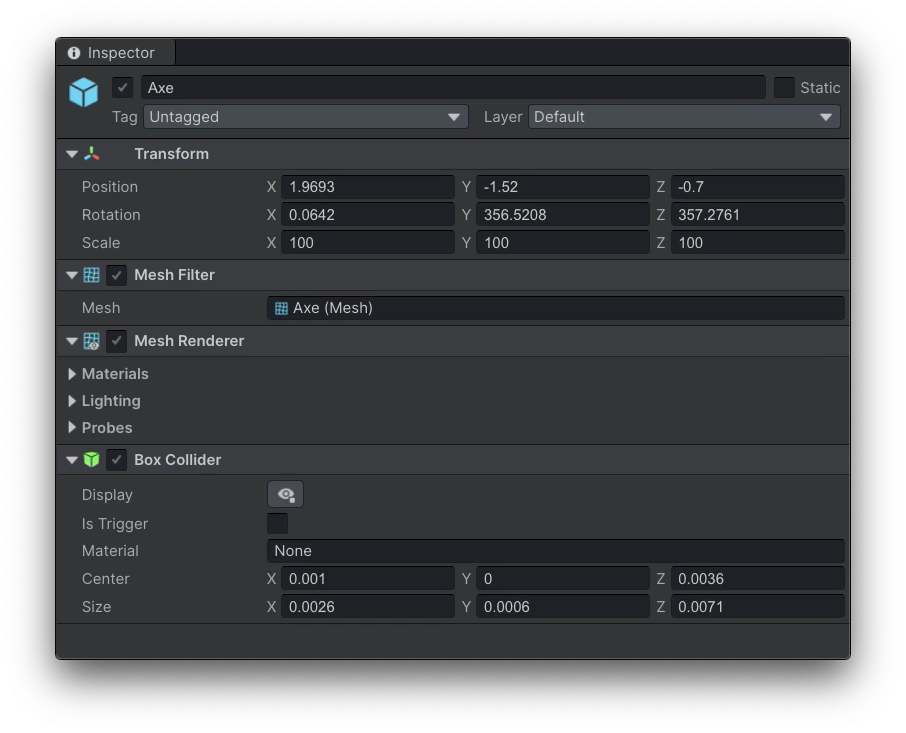 Inspector
Axe Static
Tag Untagged Layer Default
Transform
Position X 1.9693 Y -1.52 Z -0.7
Rotation X 0.0642 Y 356.5208 Z 357.2761
Scale X 100 Y 100 Z 100
Mesh Filter
Mesh Axe (Mesh)
Mesh Renderer
Materials
Lighting
Probes
Box Collider
Display
Is Trigger
Material None
Center X 0.001 Y 0 Z 0.0036
Size X 0.0026 Y 0.0006 Z 0.0071